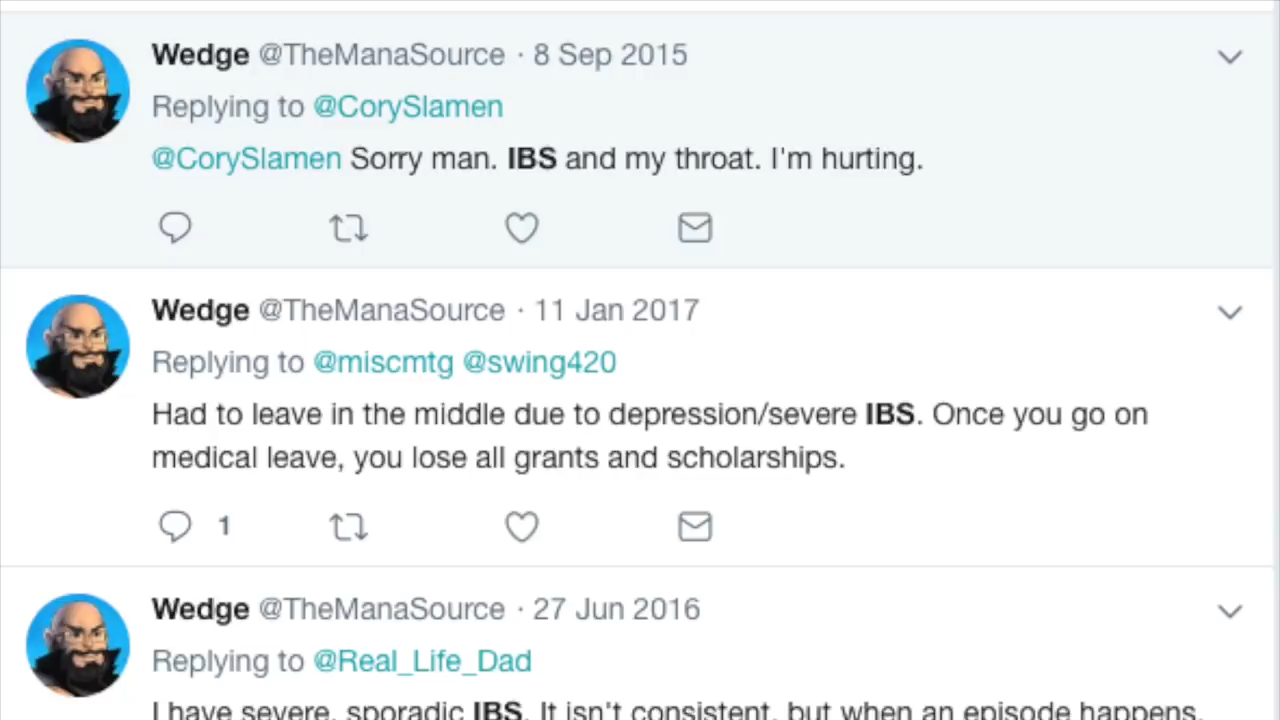 Wedge @TheManaSource · 8 Sep 2015
Replying to @CorySlamen
@CorySlamen Sorry man. IBS and my throat. I'm hurting.
Wedge @TheManaSource · 11 Jan 2017
Replying to @miscmtg @swing420
Had to leave in the middle due to depression/severe IBS. Once you go on
medical leave, you lose all grants and scholarships.
1
Wedge @TheManaSource · 27 Jun 2016
Replying to @Real_Life_Dad
I have severe, sporadic IBS. It isn't consistent, but when an episode happens,